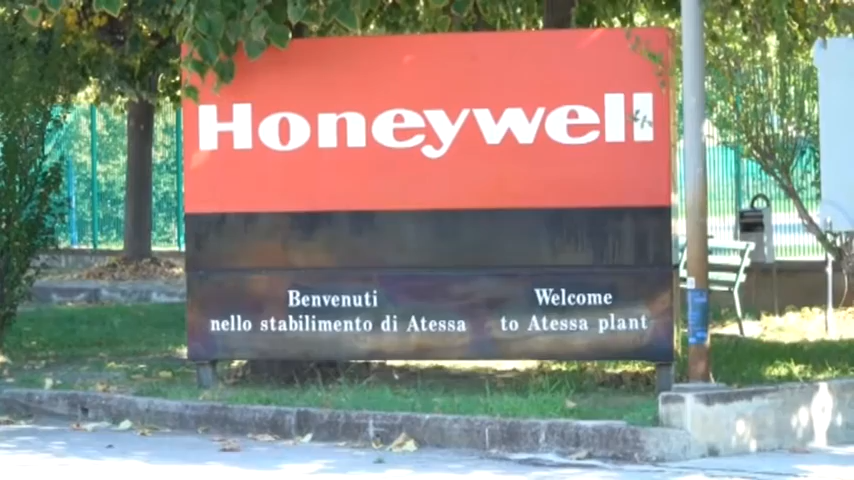 Honeywell
Benvenuti
nello stabilimento di Atessa
Welcome
to Atessa plant